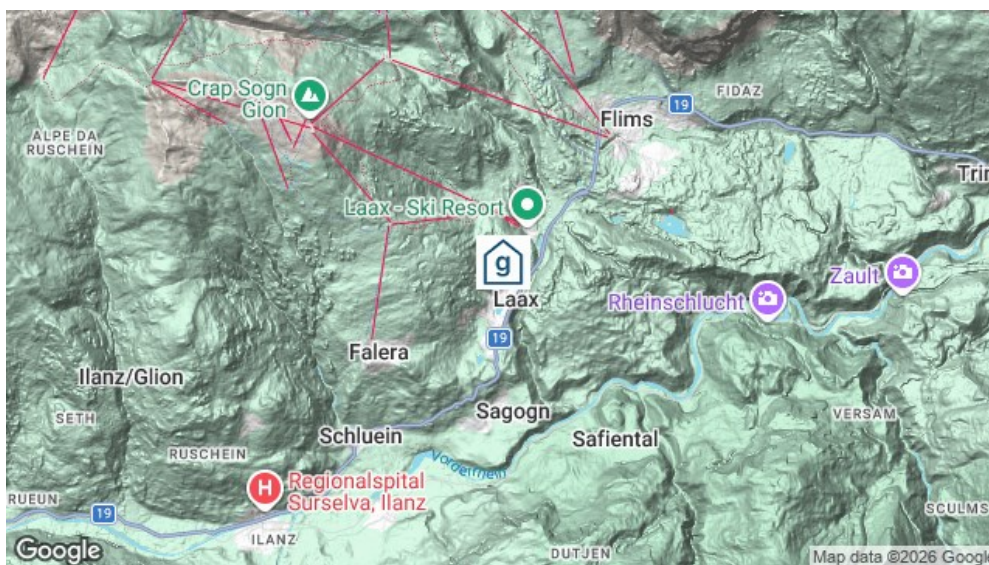 19
FIDAZ
Crap Sogn
Gion
Flims
ALPE DA
RUSCHEIN
Trin
Laax - Ski Resort
g
Zault
Laax
Rheinschlucht
19
Falera
Ilanz/Glion
Sagogn
SETH
VERSAM
Schluein
Safiental
RUSCHEIN
Vorderrhein
H
Regionalspital
Surselva, Ilanz
RUEUN
19
SCULMS
ILANZ
Google
DUTJEN
Map data ©2026 Google